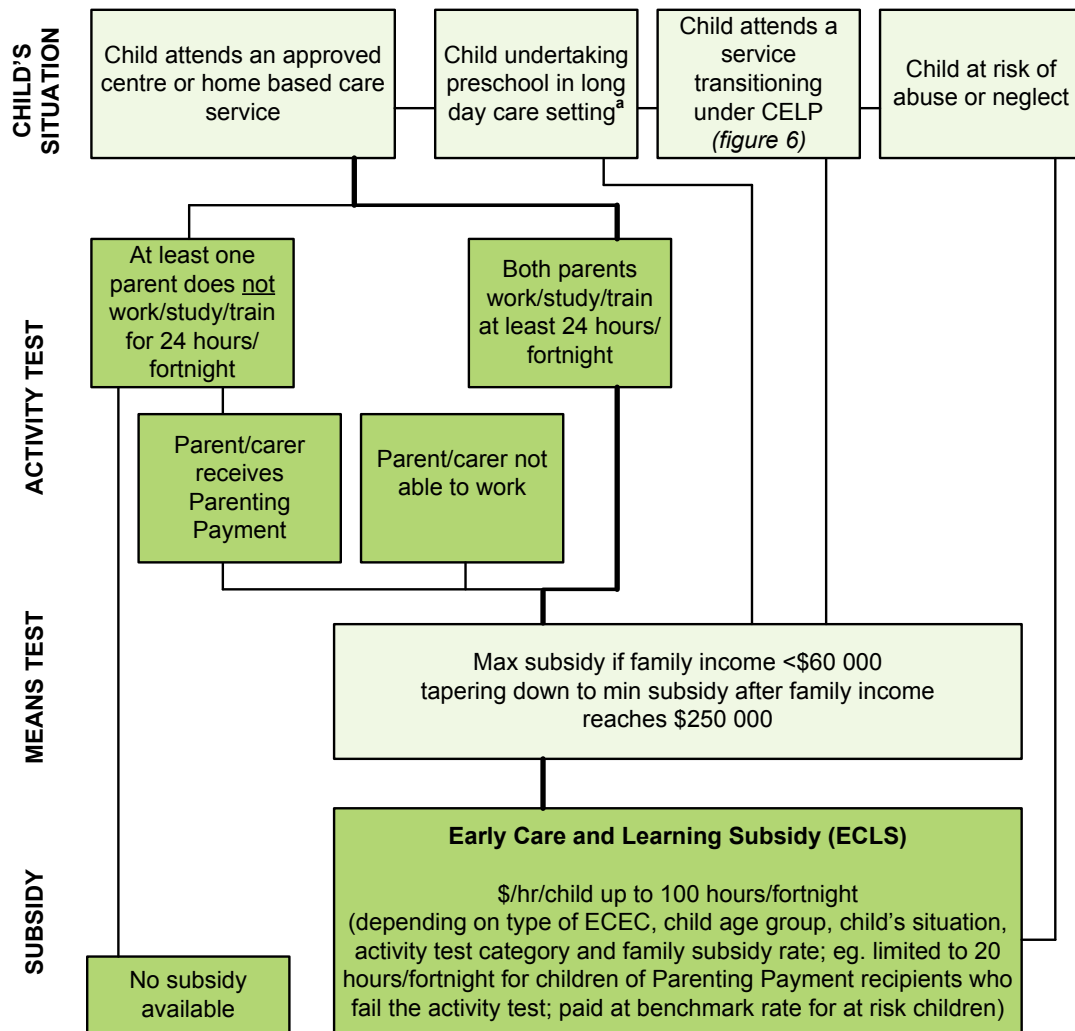 CHILD'S
SITUATION
Child attends an approved
centre or home based care
service
Child undertaking
preschool in long
day care setting^a
Child attends a
service
transitioning
under CELP
(figure 6)
Child at risk of
abuse or neglect
ACTIVITY TEST
At least one
parent does not
work/study/train
for 24 hours/
fortnight
Both parents
work/study/train
at least 24 hours/
fortnight
Parent/carer
receives
Parenting
Payment
Parent/carer not
able to work
MEANS TEST
Max subsidy if family income <$60 000
tapering down to min subsidy after family income
reaches $250 000
SUBSIDY
No subsidy
available
Early Care and Learning Subsidy (ECLS)
$/hr/child up to 100 hours/fortnight
(depending on type of ECEC, child age group, child's situation,
activity test category and family subsidy rate; eg. limited to 20
hours/fortnight for children of Parenting Payment recipients who
fail the activity test; paid at benchmark rate for at risk children)